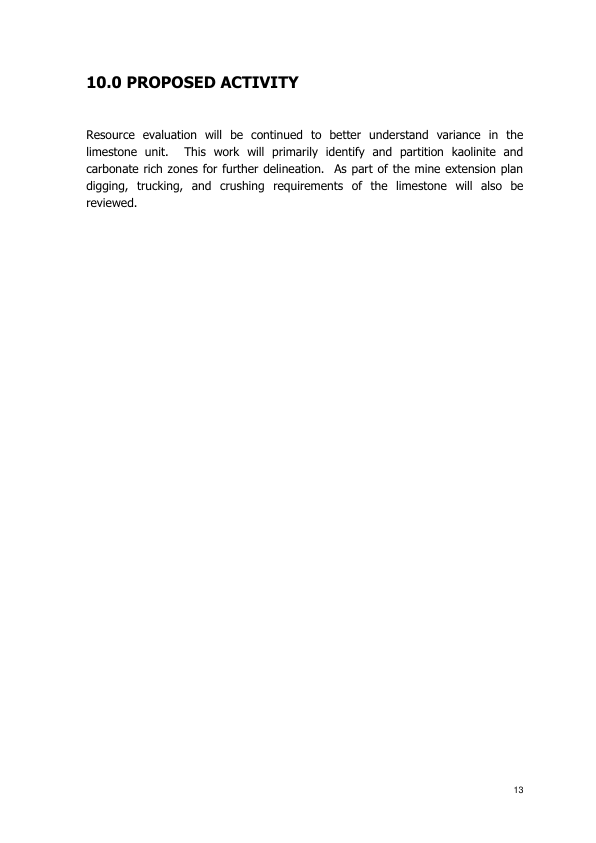 10.0 PROPOSED ACTIVITY
Resource evaluation will be continued to better understand variance in the
limestone unit.  This work will primarily identify and partition kaolinite and
carbonate rich zones for further delineation.  As part of the mine extension plan
digging, trucking, and crushing requirements of the limestone will also be
reviewed.
13